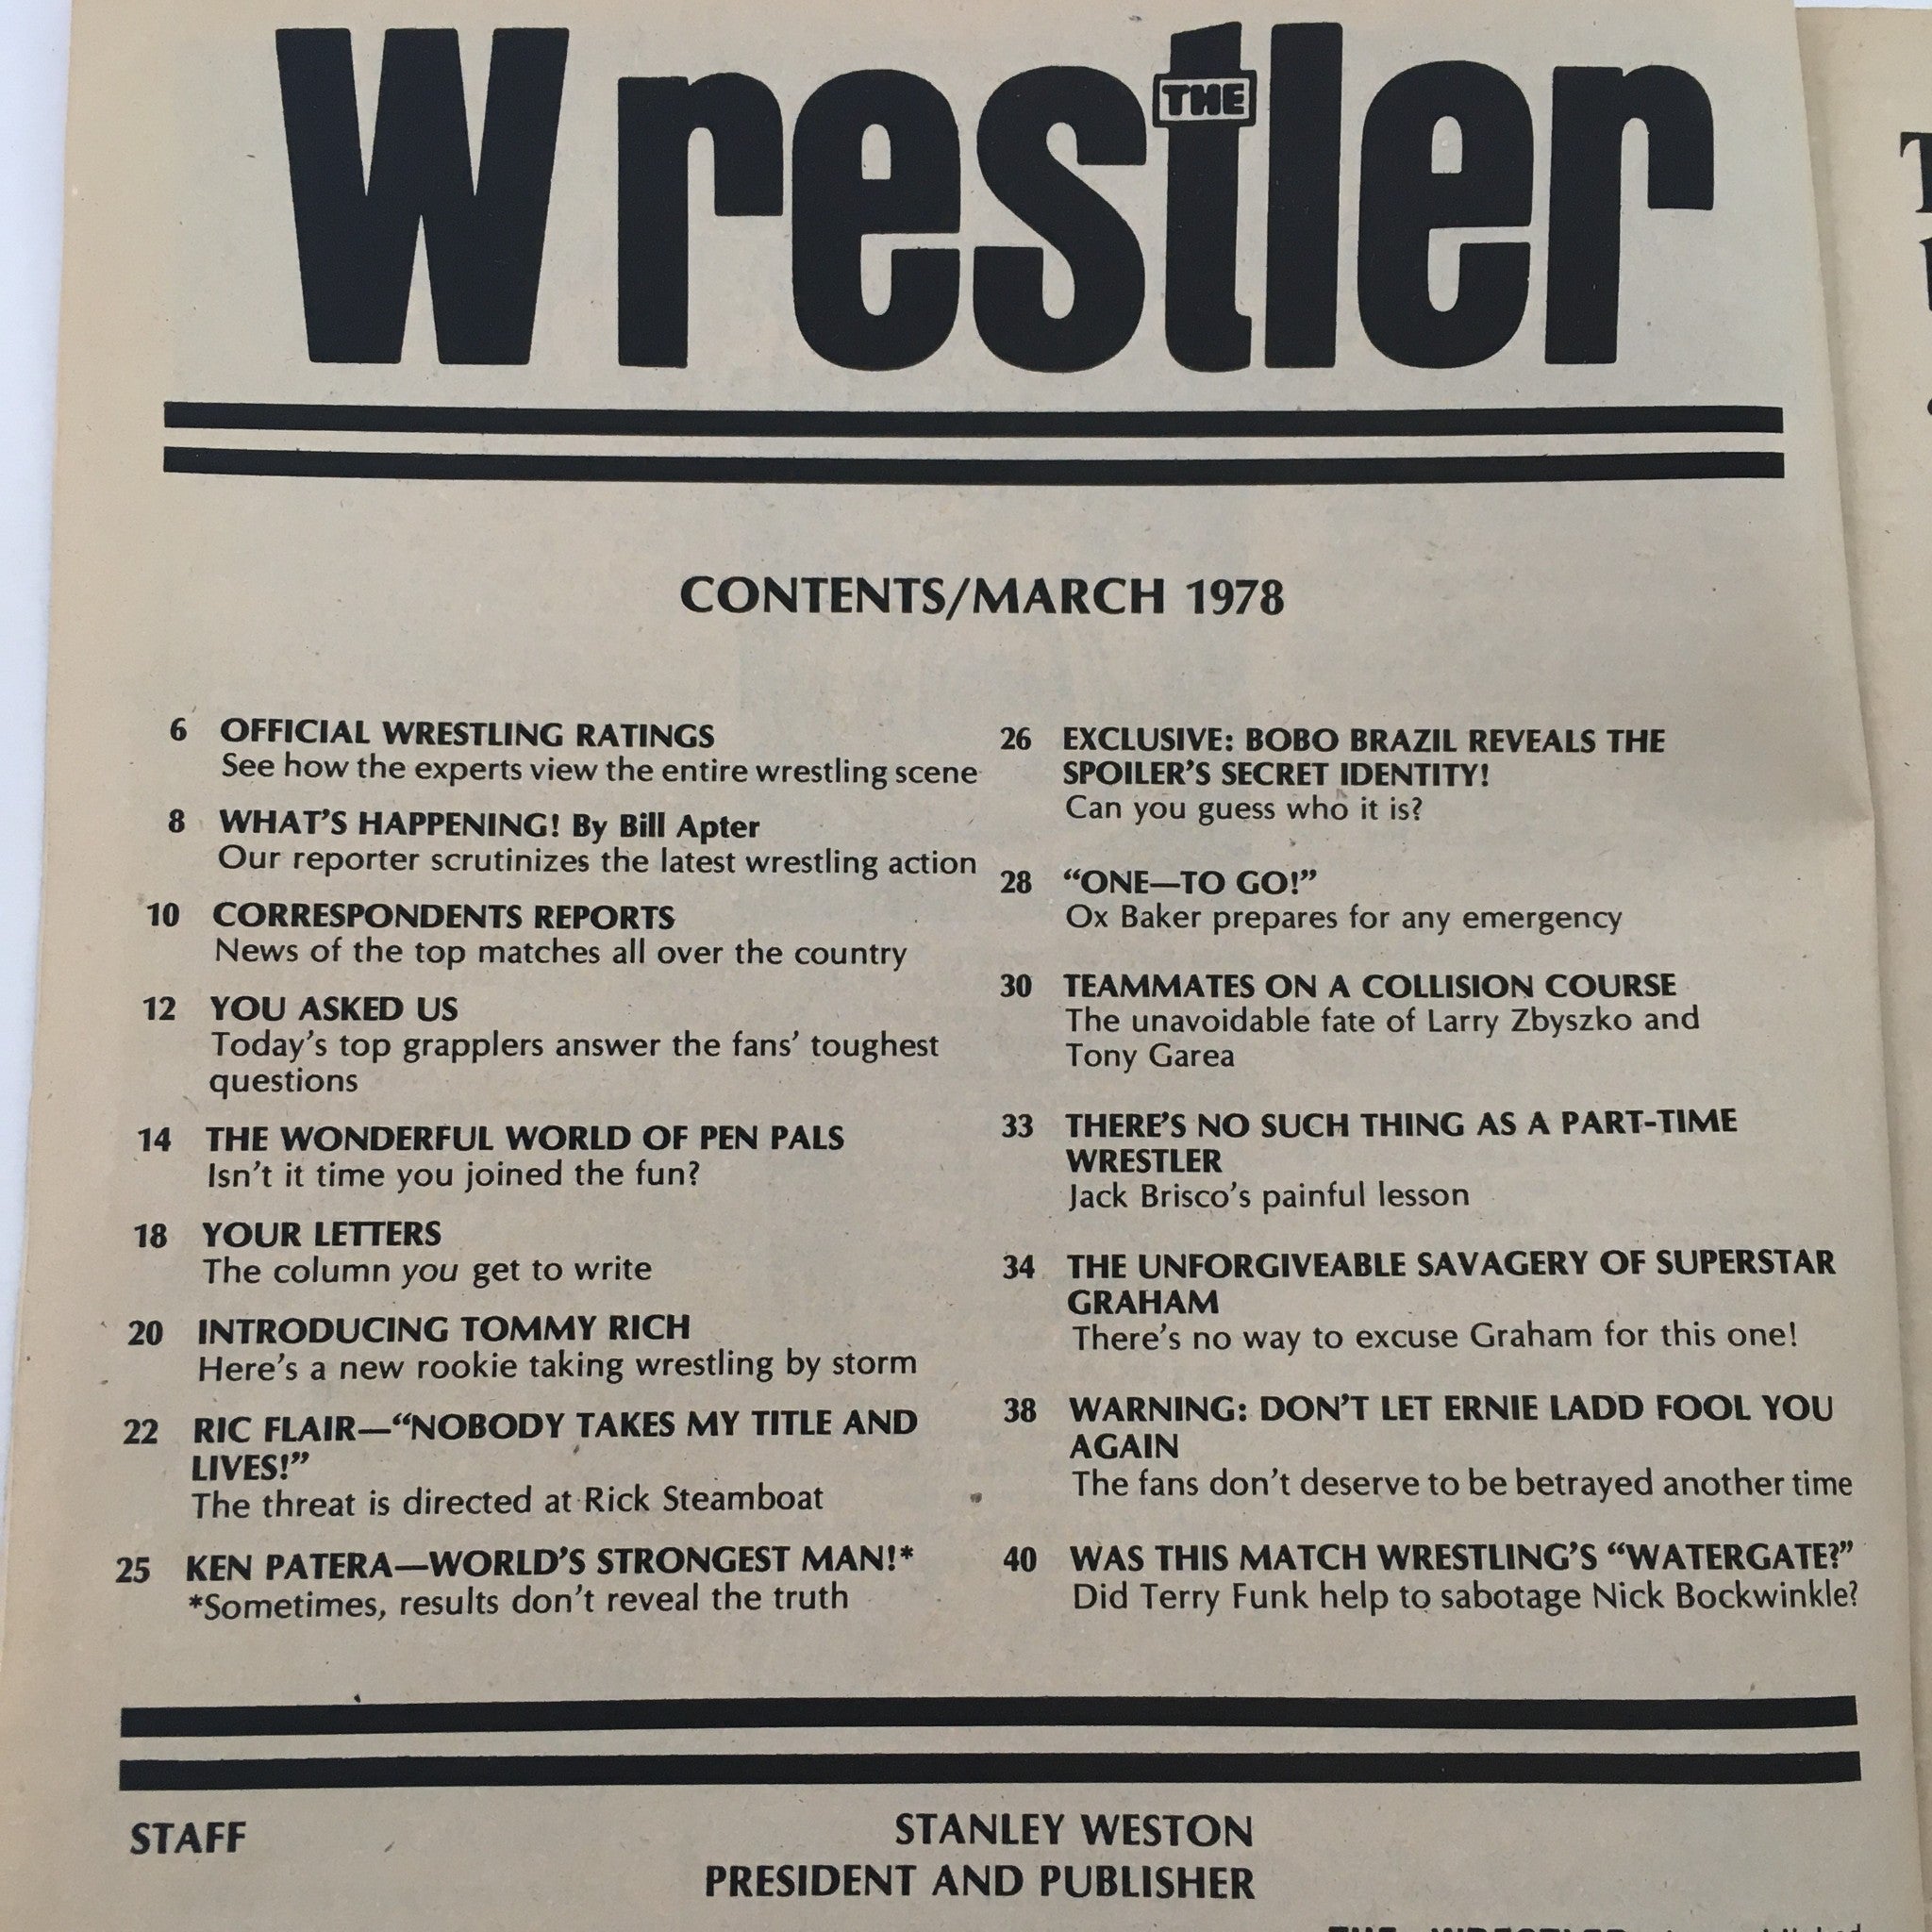 THE
Wrestler
CONTENTS/MARCH 1978
6 OFFICIAL WRESTLING RATINGS
See how the experts view the entire wrestling scene
8 WHAT'S HAPPENING! By Bill Apter
Our reporter scrutinizes the latest wrestling action
10 CORRESPONDENTS REPORTS
News of the top matches all over the country
12 YOU ASKED US
Today's top grapplers answer the fans' toughest
questions
14 THE WONDERFUL WORLD OF PEN PALS
Isn't it time you joined the fun?
18 YOUR LETTERS
The column you get to write
20 INTRODUCING TOMMY RICH
Here's a new rookie taking wrestling by storm
22 RIC FLAIR—“NOBODY TAKES MY TITLE AND
LIVES!”
The threat is directed at Rick Steamboat
25 KEN PATERA—WORLD'S STRONGEST MAN!*
*Sometimes, results don't reveal the truth
26 EXCLUSIVE: BOBO BRAZIL REVEALS THE
SPOILER'S SECRET IDENTITY!
Can you guess who it is?
28 “ONE—TO GO!”
Ox Baker prepares for any emergency
30 TEAMMATES ON A COLLISION COURSE
The unavoidable fate of Larry Zbyszko and
Tony Garea
33 THERE'S NO SUCH THING AS A PART-TIME
WRESTLER
Jack Brisco's painful lesson
34 THE UNFORGIVEABLE SAVAGERY OF SUPERSTAR
GRAHAM
There's no way to excuse Graham for this one!
38 WARNING: DON'T LET ERNIE LADD FOOL YOU
AGAIN
The fans don't deserve to be betrayed another time
40 WAS THIS MATCH WRESTLING'S “WATERGATE?”
Did Terry Funk help to sabotage Nick Bockwinkle?
STAFF
STANLEY WESTON
PRESIDENT AND PUBLISHER